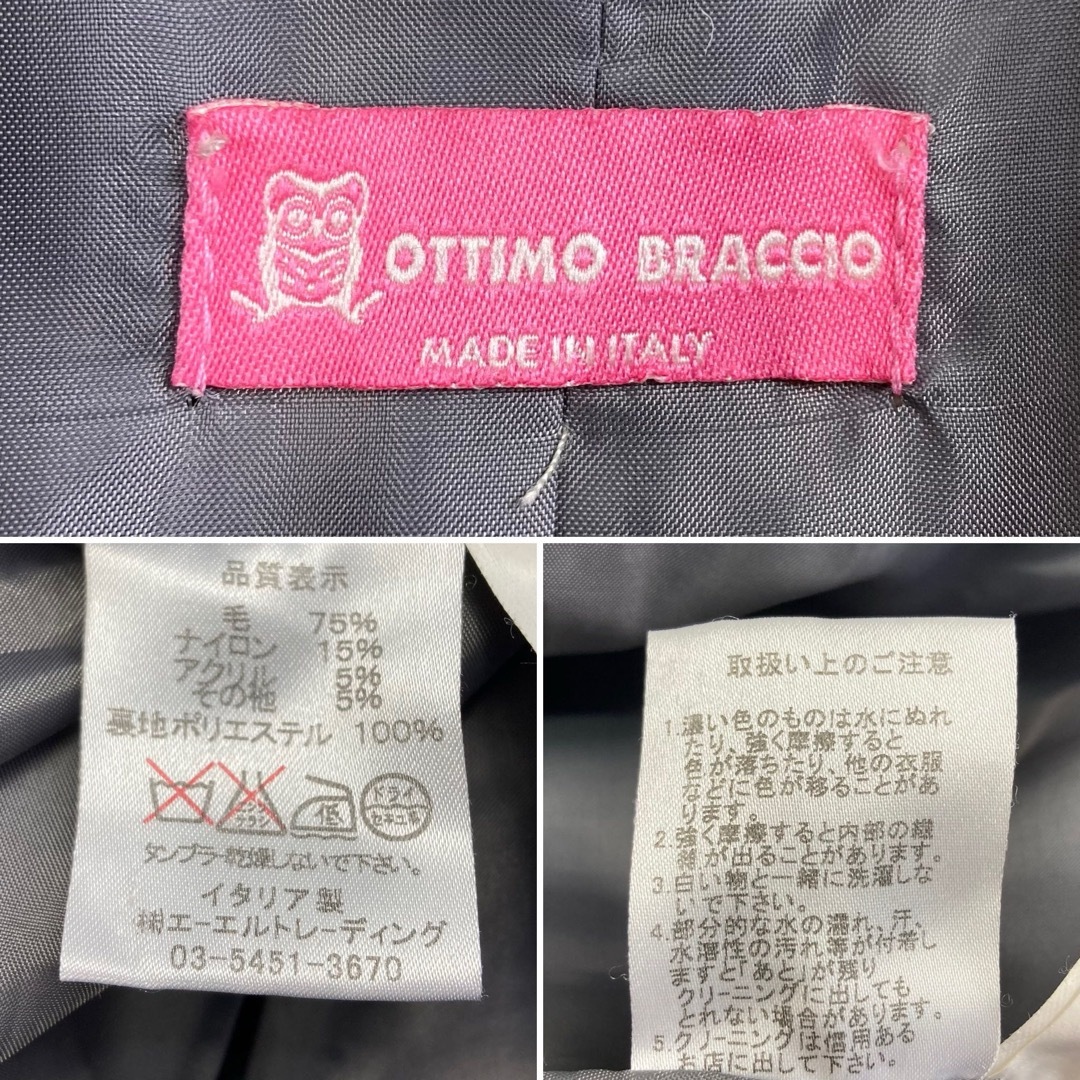 OTTIMO BRACCIO
MADE IN ITALY
品質表示
毛 75%
ナイロン 15%
アクリル 5%
その他 5%
裏地ポリエステル 100%
エンソ
サラシ
低
ドライ
セキユ系
タンブラー乾燥しないで下さい。
イタリア製
㈱エーエルトレーディング
03-5451-3670
取扱い上のご注意
1.濃い色のものは水にぬれ
たり、強く摩擦すると
色が落ちたり、他の衣服
などに色が移ることがあ
ります。
2.強く摩擦すると内部の繊
維が出ることがあります。
3.白い物と一緒に洗濯しな
いで下さい。
4.部分的な水の濡れ、汗、
水溶性の汚れ等が付着し
ますと「あと」が残り
クリーニングに出しても
とれない場合があります。
5.クリーニングは信用ある
お店に出して下さい。